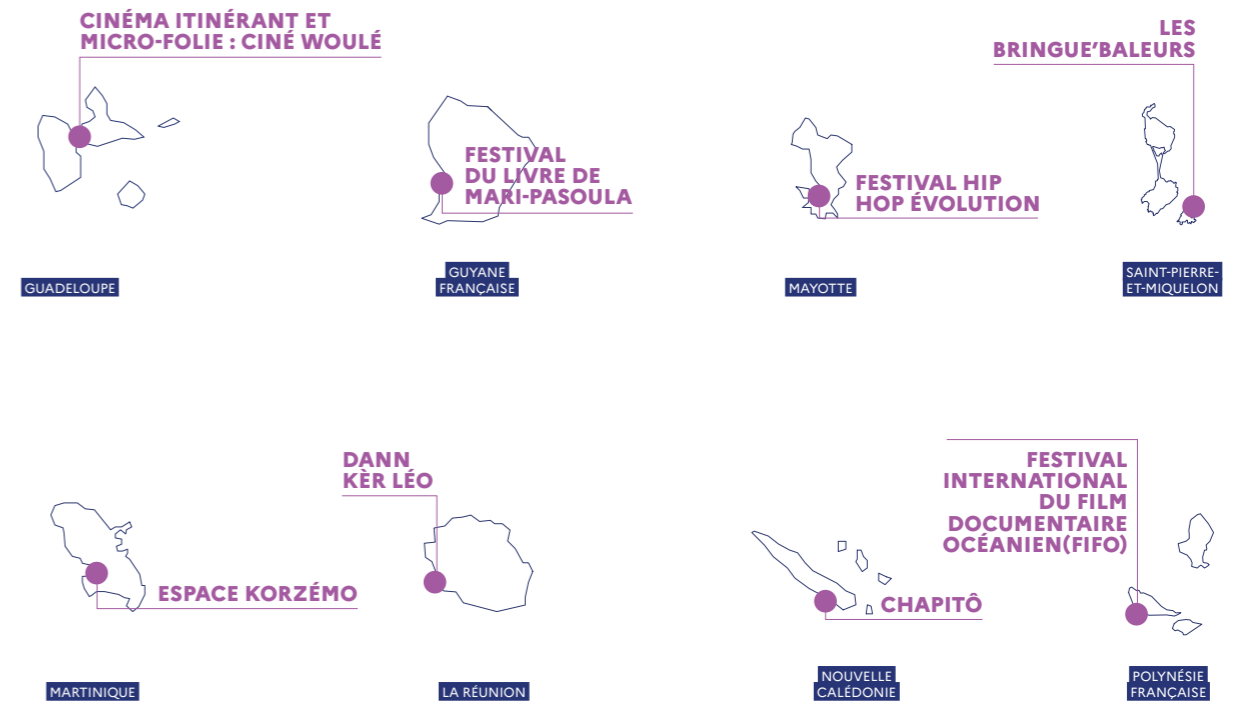 CINÉMA ITINÉRANT ET
MICRO-FOLIE : CINÉ WOULÉ
GUADELOUPE
FESTIVAL
DU LIVRE DE
MARI-PASOULA
GUYANE
FRANÇAISE
FESTIVAL HIP
HOP ÉVOLUTION
MAYOTTE
LES
BRINGUE’BALEURS
SAINT-PIERRE-
ET-MIQUELON
ESPACE KORZÉMO
MARTINIQUE
DANN
KÈR LÉO
LA RÉUNION
CHAPITÔ
NOUVELLE
CALÉDONIE
FESTIVAL
INTERNATIONAL
DU FILM
DOCUMENTAIRE
OCÉANIEN(FIFO)
POLYNÉSIE
FRANÇAISE